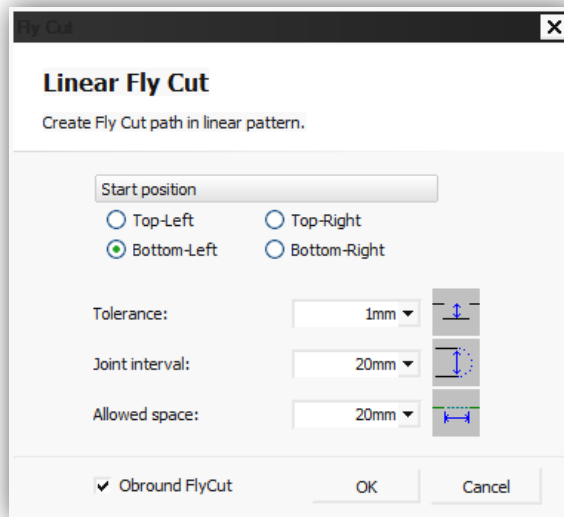 Fly Cut
Linear Fly Cut
Create Fly Cut path in linear pattern.
Start position
Top-Left Top-Right
Bottom-Left Bottom-Right
Tolerance: 1mm
Joint interval: 20mm
Allowed space: 20mm
Obround FlyCut OK Cancel